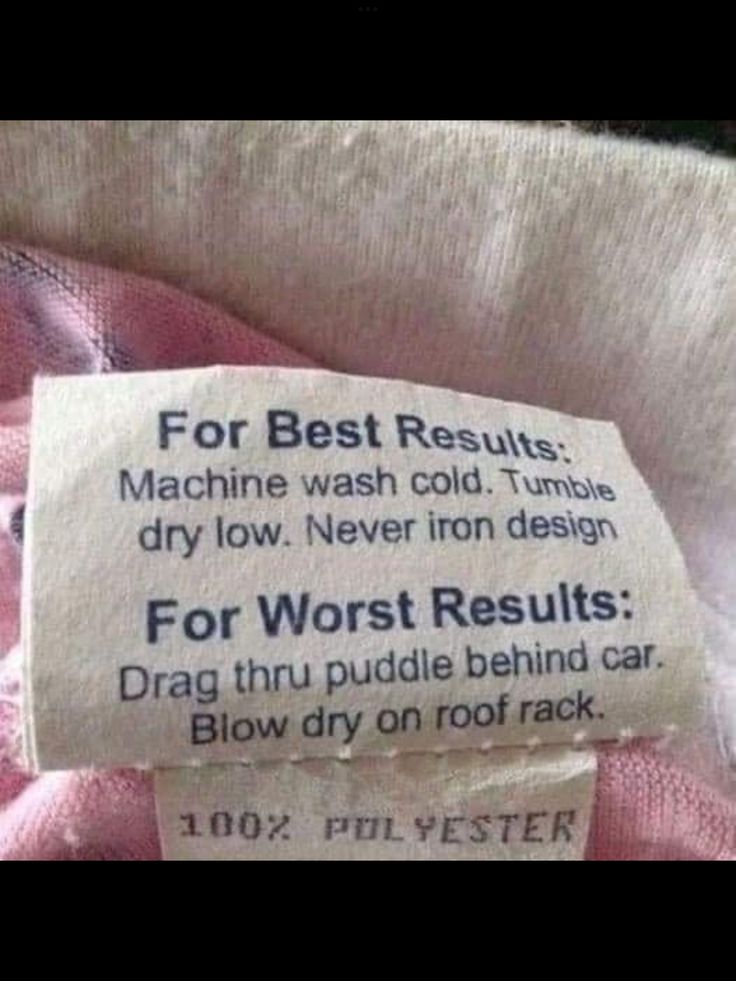 For Best Results:
Machine wash cold. Tumble
dry low. Never iron design
For Worst Results:
Drag thru puddle behind car.
Blow dry on roof rack.
100% POLYESTER